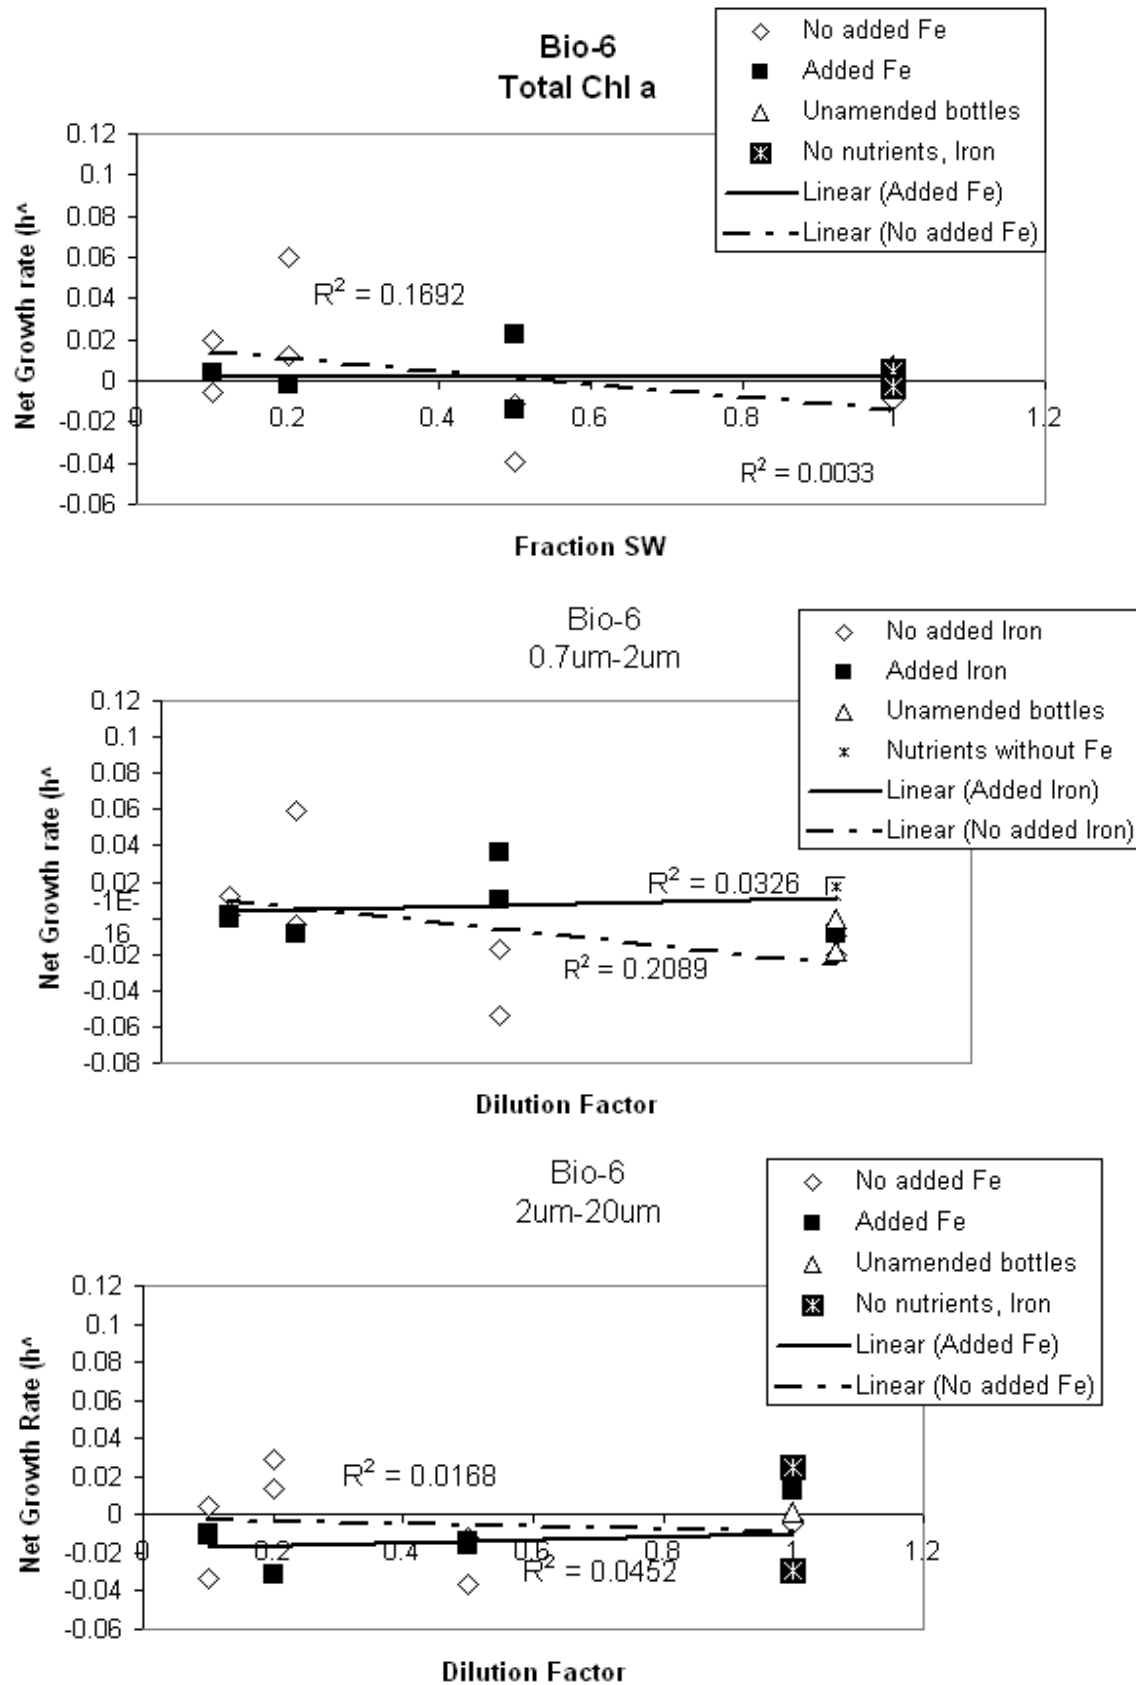 Bio-6
Total Chl a
No added Fe
Added Fe
Unamended bottles
No nutrients, Iron
Linear (Added Fe)
Linear (No added Fe)
0.12
0.1
0.08
0.06
0.04
0.02
0
-0.02
-0.04
-0.06
Net Growth rate (h^
R² = 0.1692
R² = 0.0033
0
0.2
0.4
0.6
0.8
1
1.2
Fraction SW
Bio-6
0.7um-2um
No added Iron
Added Iron
Unamended bottles
Nutrients without Fe
Linear (Added Iron)
Linear (No added Iron)
0.12
0.1
0.08
0.06
0.04
0.02
-1E-
16
-0.02
-0.04
-0.06
-0.08
Net Growth rate (h^
R² = 0.0326
R² = 0.2089
Dilution Factor
Bio-6
2um-20um
No added Fe
Added Fe
Unamended bottles
No nutrients, Iron
Linear (Added Fe)
Linear (No added Fe)
0.12
0.1
0.08
0.06
0.04
0.02
0
-0.02
-0.04
-0.06
Net Growth Rate (h^
R² = 0.0168
R² = 0.0452
0
0.2
0.4
0.6
0.8
1
1.2
Dilution Factor